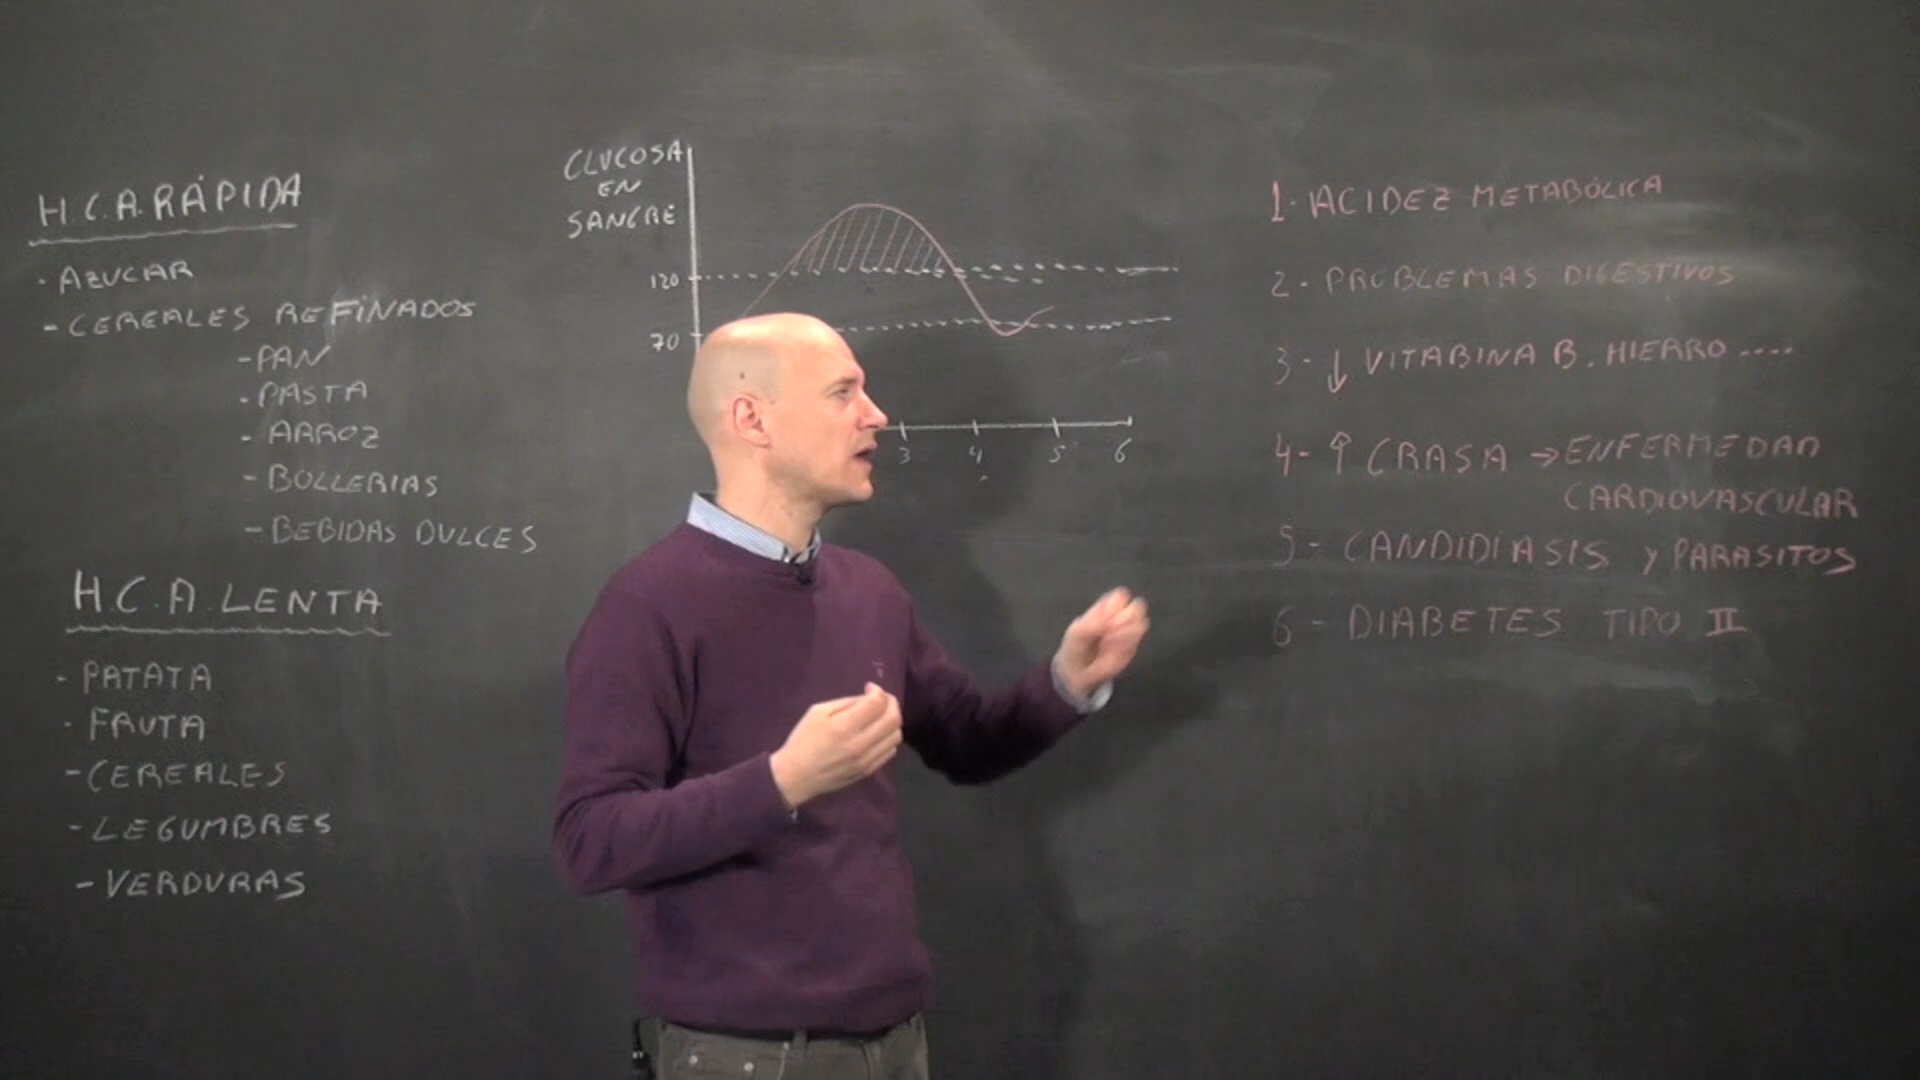 H.C.A. RÁPIDA
· AZUCAR
- CEREALES REFINADOS
- PAN
- PASTA
- ARROZ
- BOLLERIAS
- BEBIDAS DULCES
H.C.A. LENTA
- PATATA
· FRUTA
- CEREALES
- LEGUMBRES
- VERDURAS
GLUCOSA
EN
SANGRE
120
70
3 4 5 6
1- ACIDEZ METABÓLICA
2- PROBLEMAS DIGESTIVOS
3- ↓ VITABINA B. HIERRO ....
4- ↑ GRASA → ENFERMEDAD
CARDIOVASCULAR
5- CANDIDIASIS Y PARASITOS
6- DIABETES TIPO II